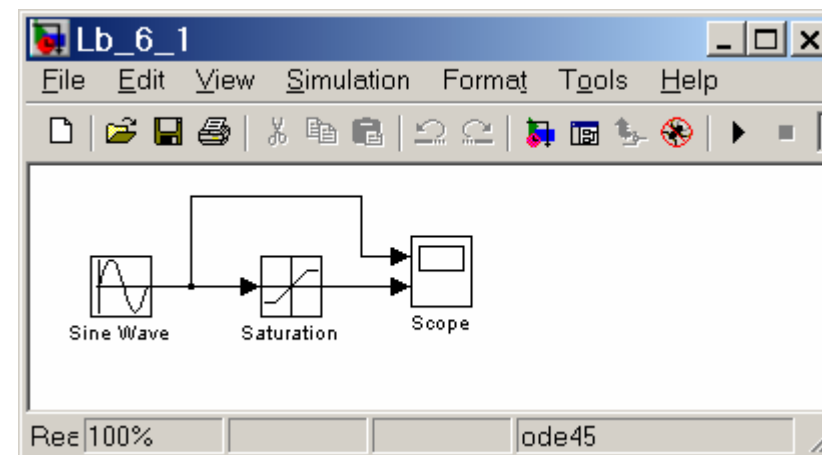 Lb_6_1
File Edit View Simulation Format Tools Help
Sine Wave
Saturation
Scope
100% ode45